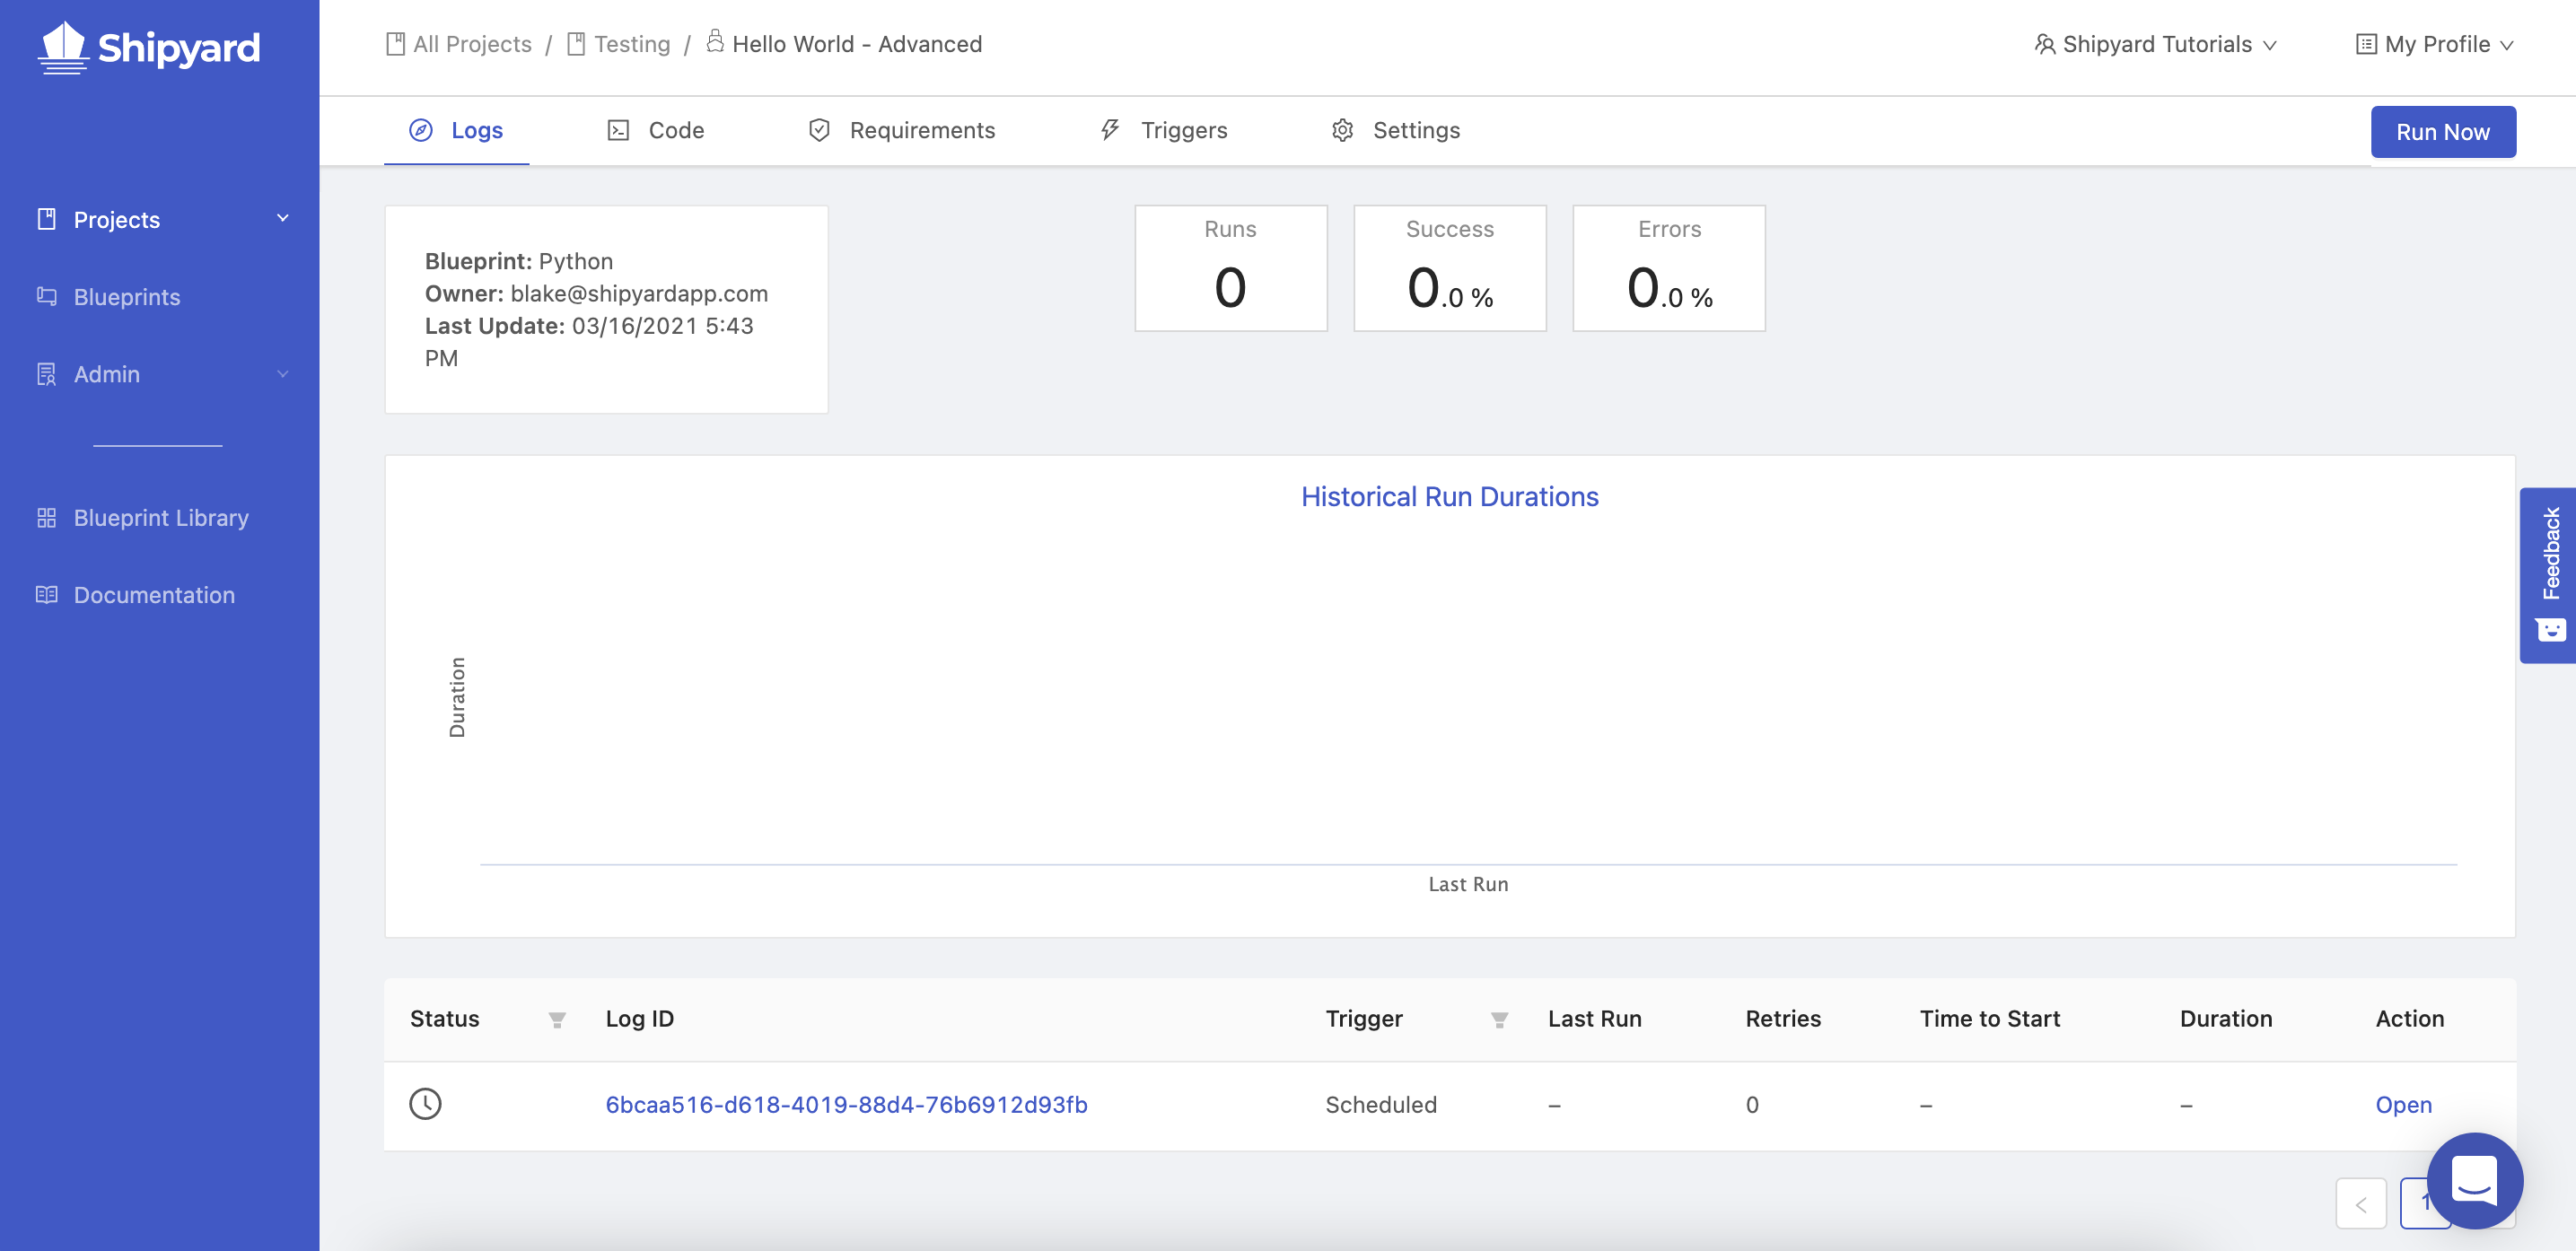 Shipyard
All Projects / Testing / Hello World - Advanced
Shipyard Tutorials
My Profile
Logs
Code
Requirements
Triggers
Settings
Run Now
Projects
Blueprints
Admin
Blueprint Library
Documentation
Blueprint: Python
Owner: blake@shipyardapp.com
Last Update: 03/16/2021 5:43
PM
Runs
0
Success
0.0 %
Errors
0.0 %
Historical Run Durations
Duration
Last Run
Feedback
Status Log ID Trigger Last Run Retries Time to Start Duration Action
6bcaa516-d618-4019-88d4-76b6912d93fb Scheduled – 0 – – Open
< 1